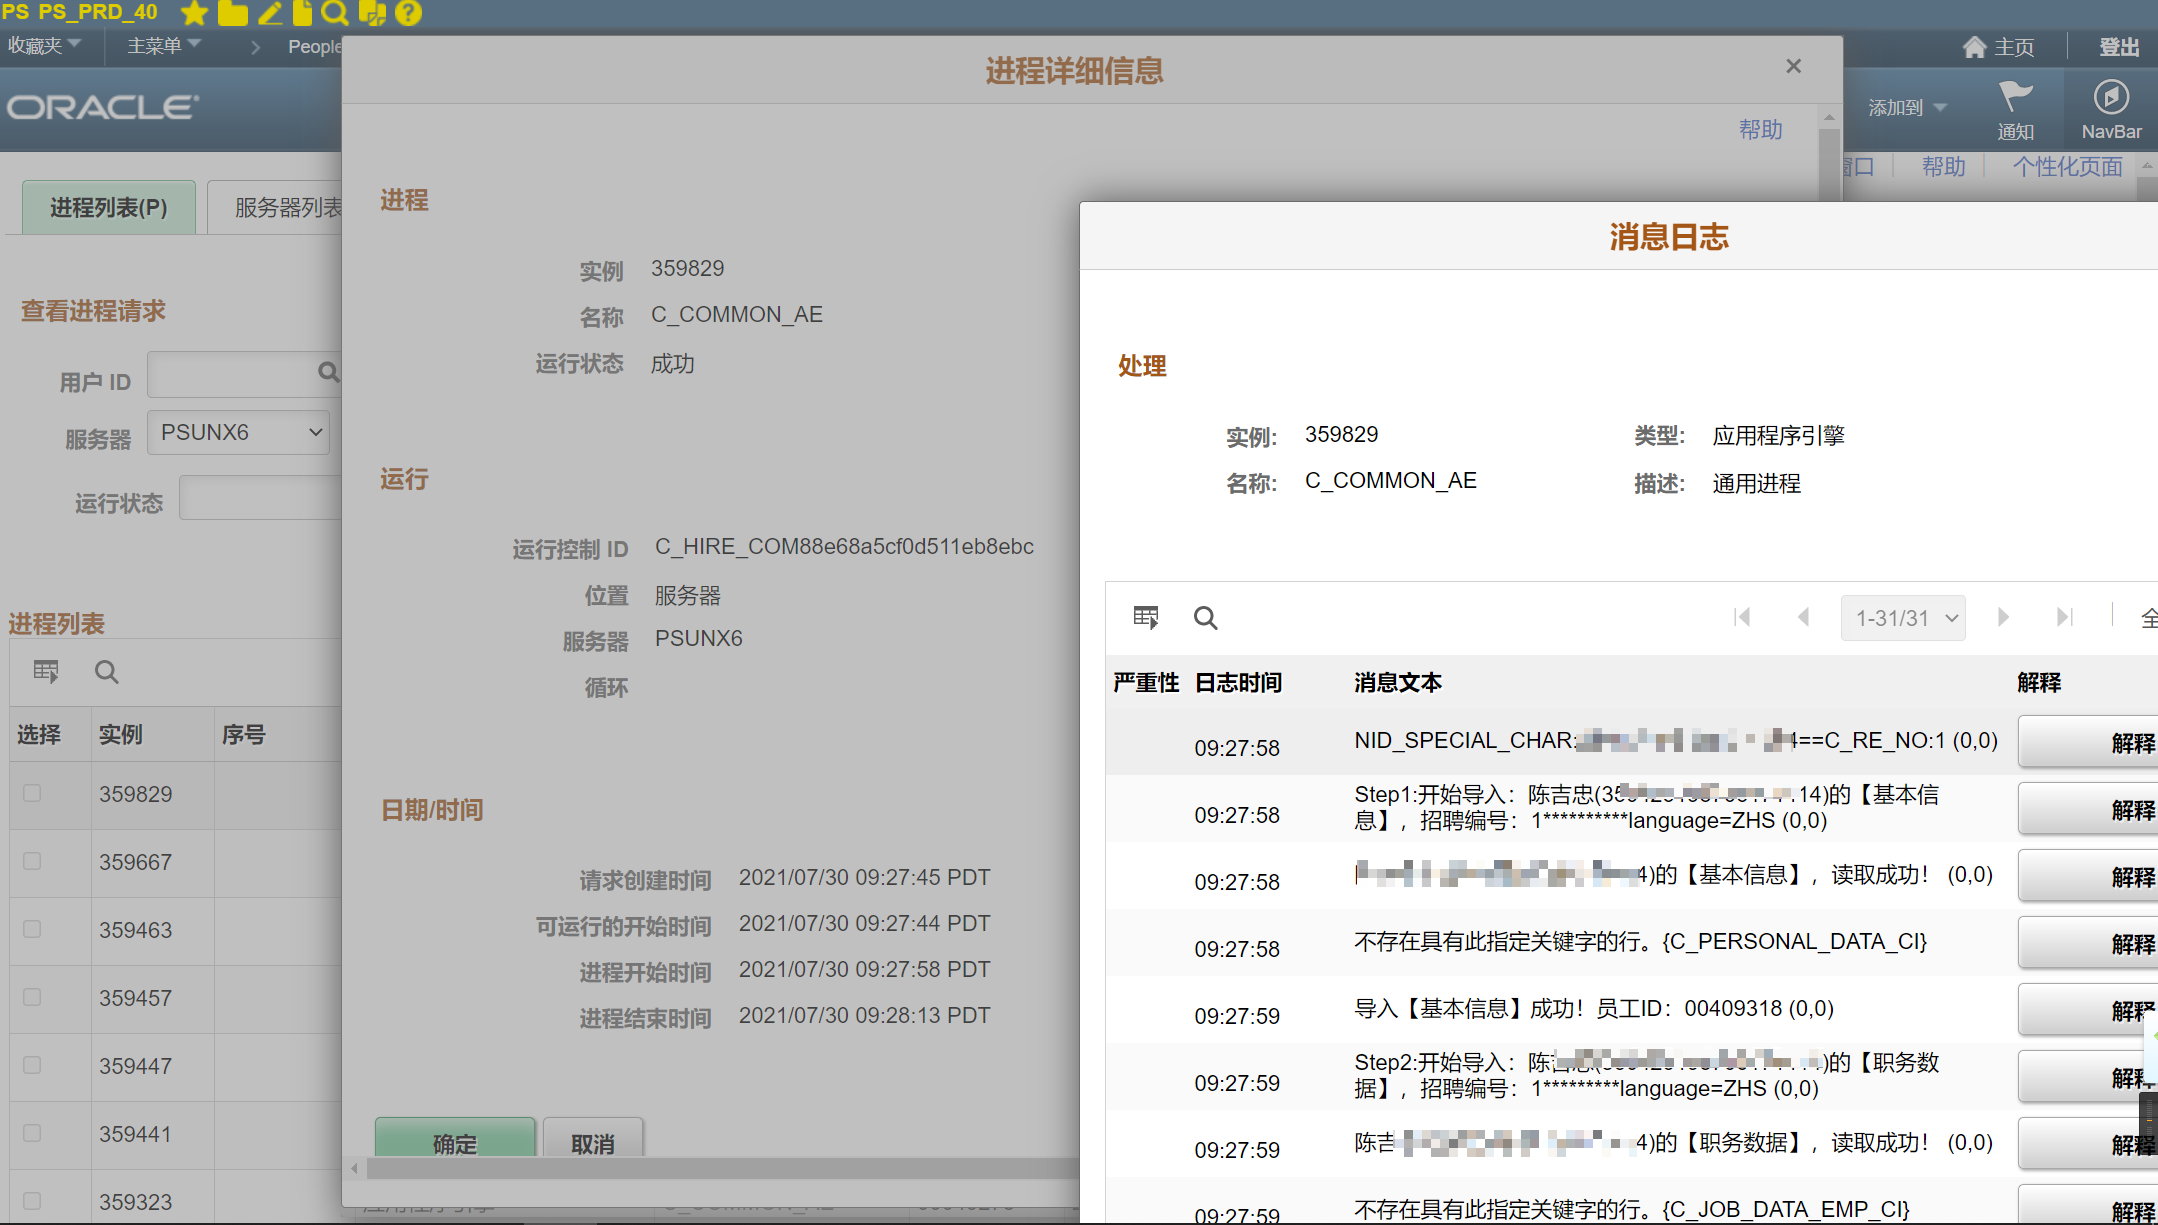 PS PS_PRD_40
收藏夹
主菜单
People
主页
登出
ORACLE
添加到
通知
NavBar
窗口
帮助
个性化页面
进程列表(P)
服务器列表
查看进程请求
用户 ID
服务器
PSUNX6
运行状态
进程列表
选择
实例
序号
359829
359667
359463
359457
359447
359441
359323
进程详细信息
帮助
进程
实例
359829
名称
C_COMMON_AE
运行状态
成功
运行
运行控制 ID
C_HIRE_COM88e68a5cf0d511eb8ebc
位置
服务器
服务器
PSUNX6
循环
日期/时间
请求创建时间
2021/07/30 09:27:45 PDT
可运行的开始时间
2021/07/30 09:27:44 PDT
进程开始时间
2021/07/30 09:27:58 PDT
进程结束时间
2021/07/30 09:28:13 PDT
确定
取消
消息日志
处理
实例:
359829
类型:
应用程序引擎
名称:
C_COMMON_AE
描述:
通用进程
1-31/31
全
严重性
日志时间
消息文本
解释
09:27:58
NID_SPECIAL_CHAR: 4==C_RE_NO:1 (0,0)
解释
09:27:58
Step1:开始导入：陈吉忠( 14)的【基本信
息】，招聘编号：1**********language=ZHS (0,0)
解释
09:27:58
4)的【基本信息】，读取成功！ (0,0)
解释
09:27:58
不存在具有此指定关键字的行。{C_PERSONAL_DATA_CI}
解释
09:27:59
导入【基本信息】成功！员工ID：00409318 (0,0)
解释
09:27:59
Step2:开始导入：陈 )的【职务数
据】，招聘编号：1*********language=ZHS (0,0)
解释
09:27:59
陈吉 4)的【职务数据】，读取成功！ (0,0)
解释
09:27:59
不存在具有此指定关键字的行。{C_JOB_DATA_EMP_CI}
解释